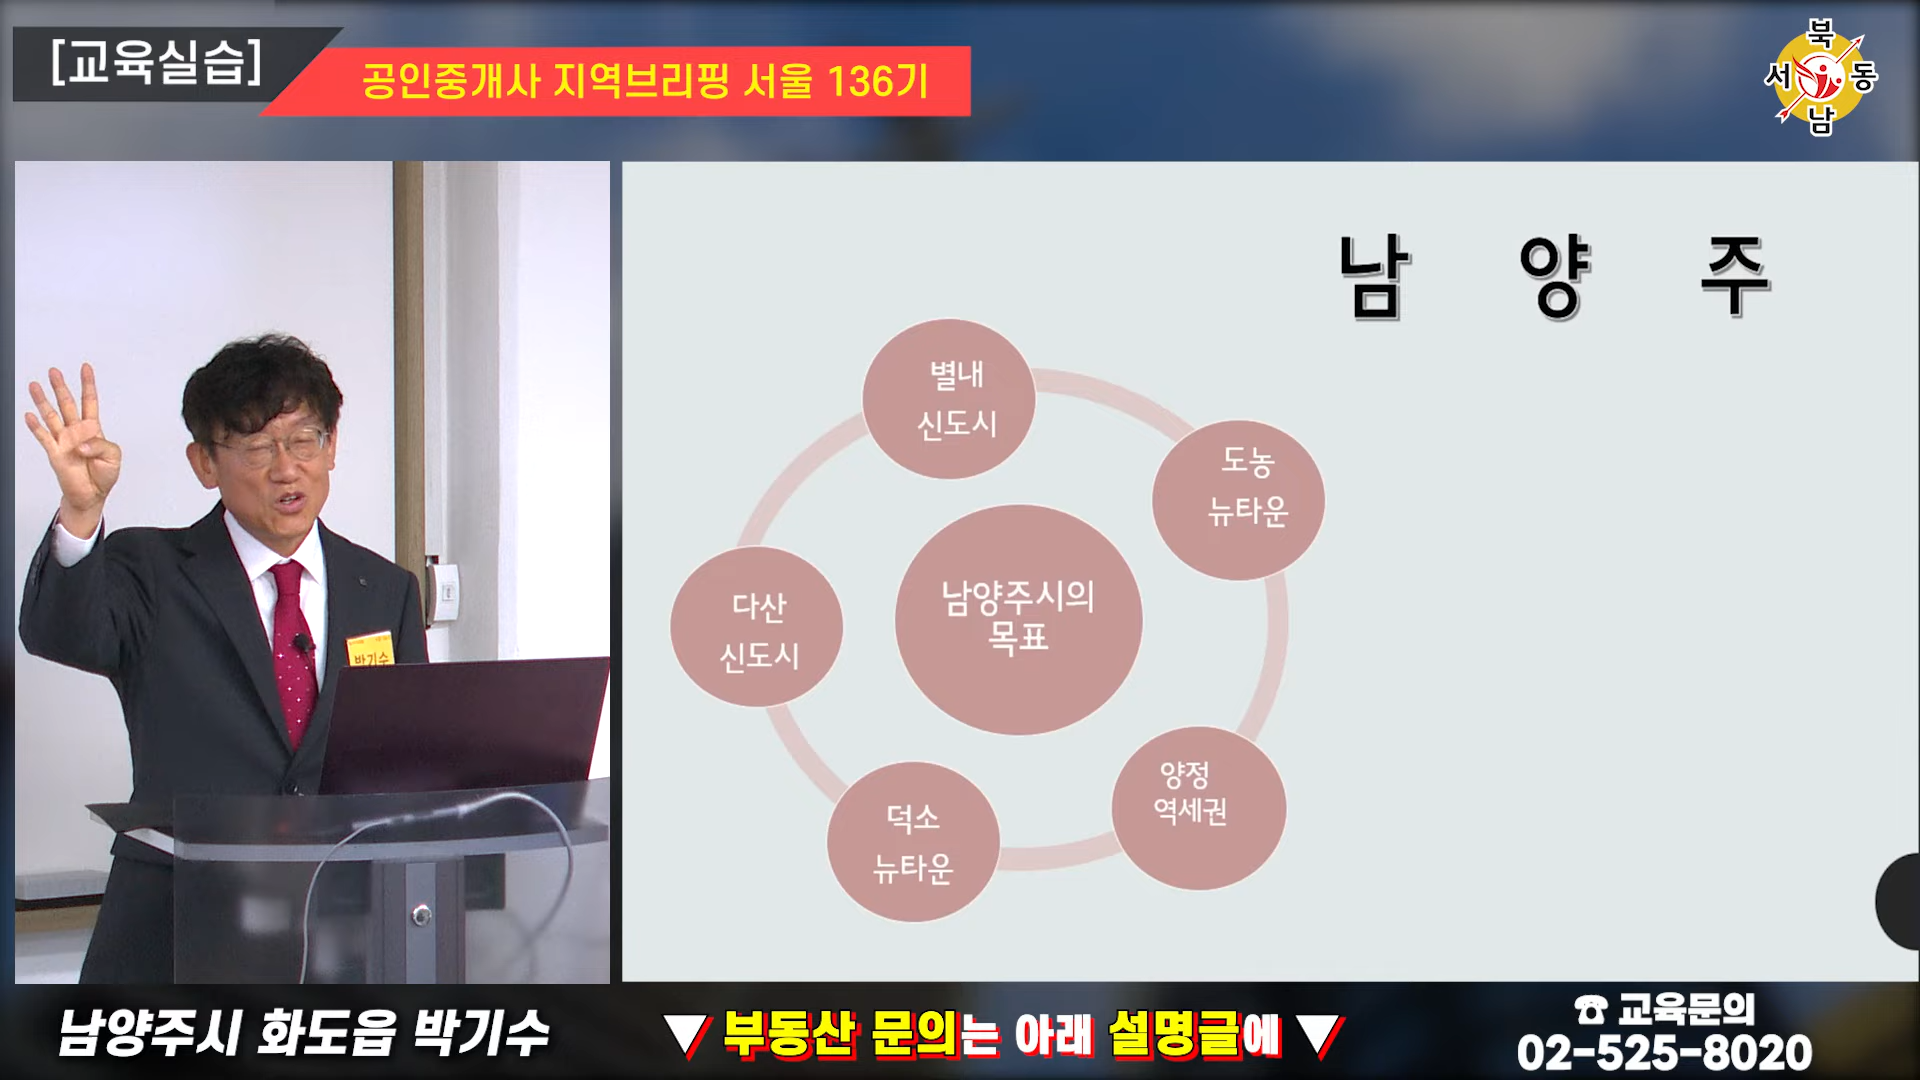 [교육실습]
공인중개사 지역브리핑 서울 136기
북
서 동
남
남 양 주
별내
신도시
도농
뉴타운
다산
신도시
남양주시의
목표
양정
역세권
덕소
뉴타운
박기수
남양주시 화도읍 박기수
▼ 부동산 문의는 아래 설명글에 ▼
☎ 교육문의
02-525-8020